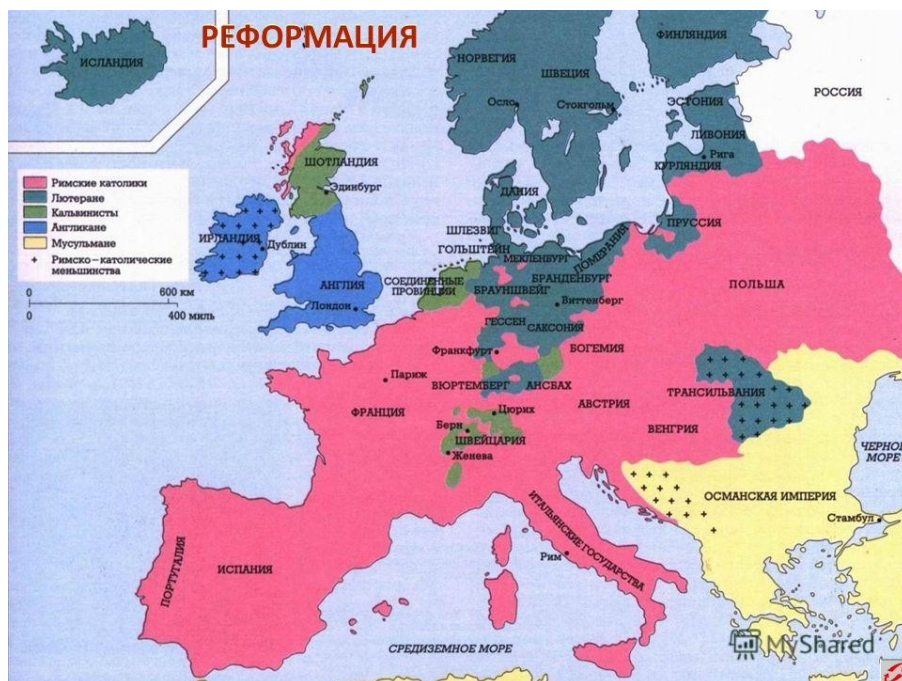 РЕФОРМАЦИЯ
ИСЛАНДИЯ
НОРВЕГИЯ
ФИНЛЯНДИЯ
ШВЕЦИЯ
РОССИЯ
Осло
Стокгольм
ЭСТОНИЯ
ЛИВОНИЯ
Рига
КУРЛЯНДИЯ
ШОТЛАНДИЯ
Эдинбург
Римские католики
Лютеране
Кальвинисты
Англикане
Мусульмане
+ Римско–католические
меньшинства
0 600 км
0 400 миль
ДАНИЯ
ПРУССИЯ
ИРЛАНДИЯ
Дублин
ШЛЕЗВИГ
ГОЛЬШТЕЙН
МЕКЛЕНБУРГ
ПОМЕРАНИЯ
АНГЛИЯ
Лондон
СОЕДИНЕННЫЕ
ПРОВИНЦИИ
БРАНДЕНБУРГ
БРАУНШВЕЙГ
Виттенберг
ПОЛЬША
ГЕССЕН
САКСОНИЯ
Франкфурт
БОГЕМИЯ
Париж
ВЮРТЕМБЕРГ
АНСБАХ
ТРАНСИЛЬВАНИЯ
ФРАНЦИЯ
Цюрих
АВСТРИЯ
Берн
ШВЕЙЦАРИЯ
ВЕНГРИЯ
Женева
ЧЕРНОЕ
МОРЕ
ОСМАНСКАЯ ИМПЕРИЯ
Стамбул
ИТАЛЬЯНСКИЕ ГОСУДАРСТВА
Рим
ПОРТУГАЛИЯ
ИСПАНИЯ
СРЕДИЗЕМНОЕ МОРЕ
MyShared